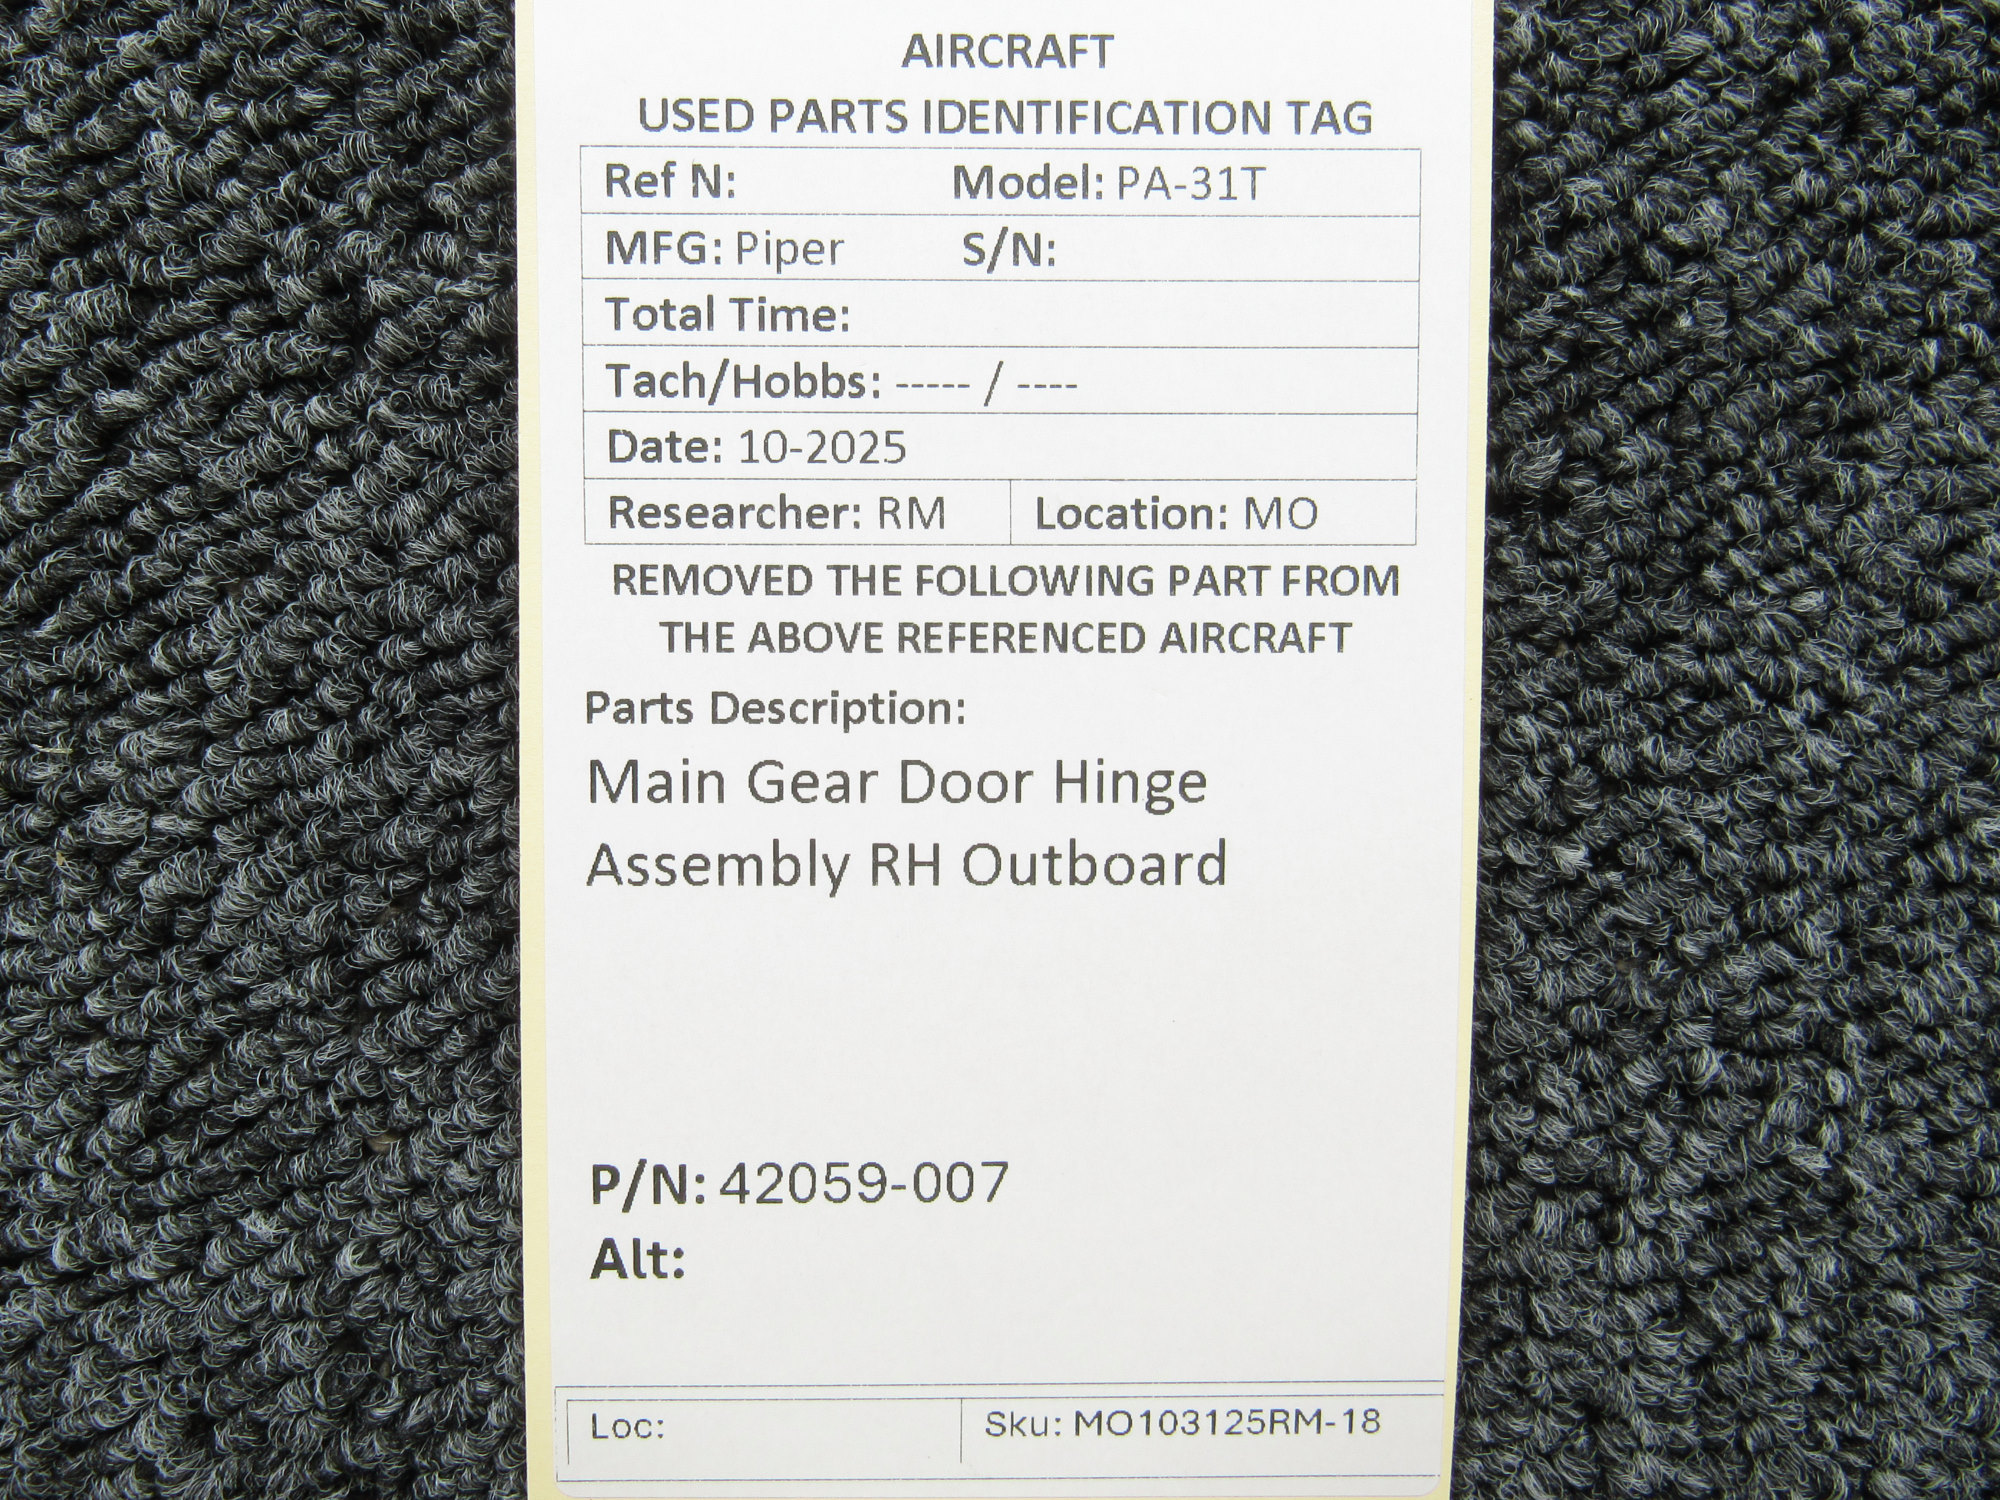 AIRCRAFT
USED PARTS IDENTIFICATION TAG
Ref N: Model: PA-31T
MFG: Piper S/N:
Total Time:
Tach/Hobbs: ----- / ----
Date: 10-2025
Researcher: RM Location: MO
REMOVED THE FOLLOWING PART FROM
THE ABOVE REFERENCED AIRCRAFT
Parts Description:
Main Gear Door Hinge
Assembly RH Outboard
P/N: 42059-007
Alt:
Loc: Sku: MO103125RM-18